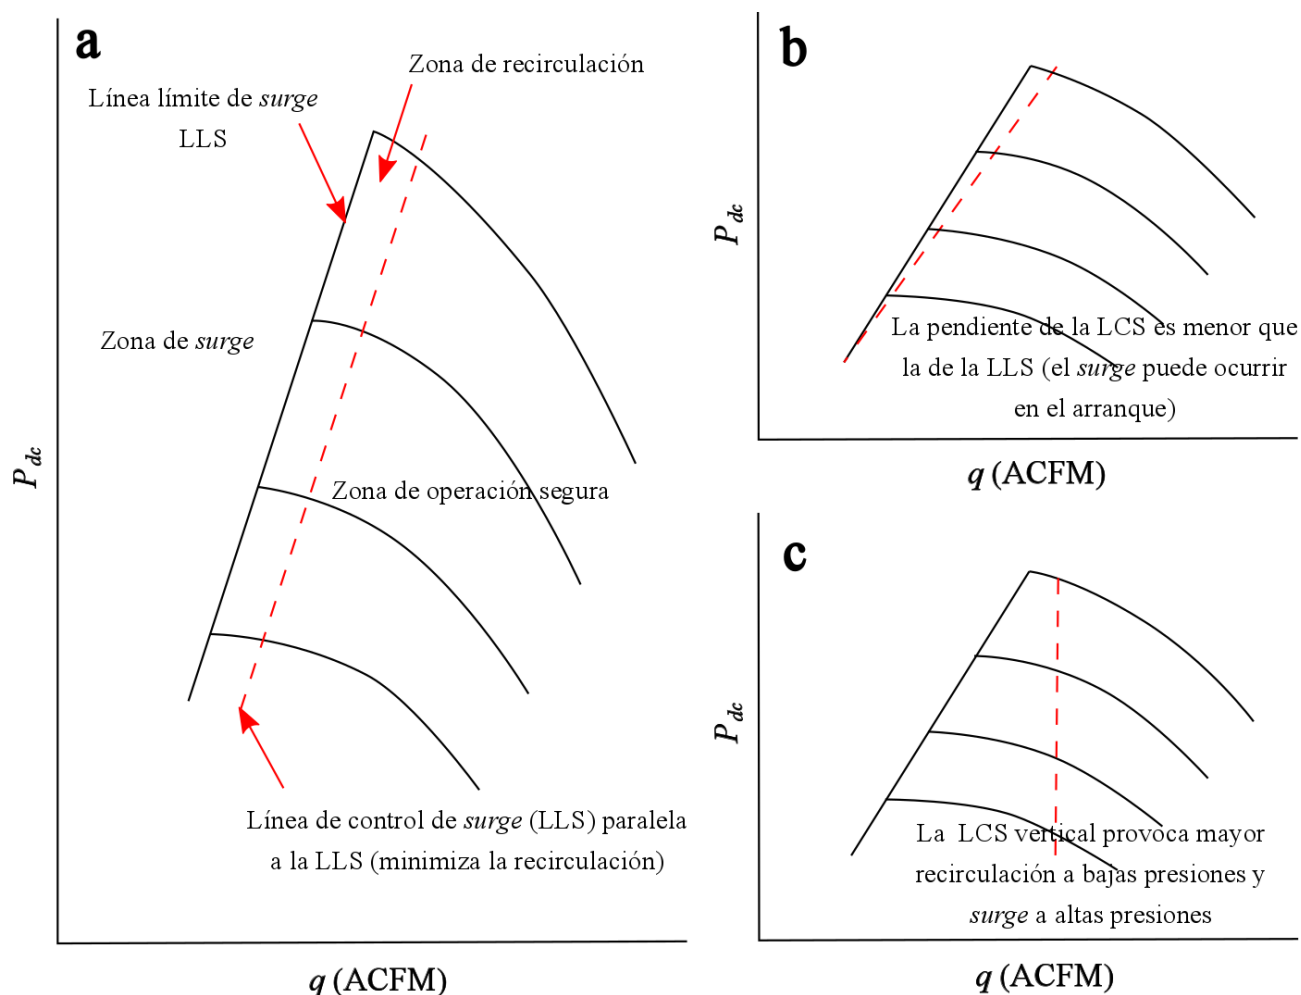 a
Zona de recirculación
Línea límite de surge
LLS
Zona de surge
Zona de operación segura
Línea de control de surge (LLS) paralela
a la LLS (minimiza la recirculación)
P_dc
q (ACFM)
b
La pendiente de la LCS es menor que
la de la LLS (el surge puede ocurrir
en el arranque)
P_dc
q (ACFM)
c
La LCS vertical provoca mayor
recirculación a bajas presiones y
surge a altas presiones
P_dc
q (ACFM)